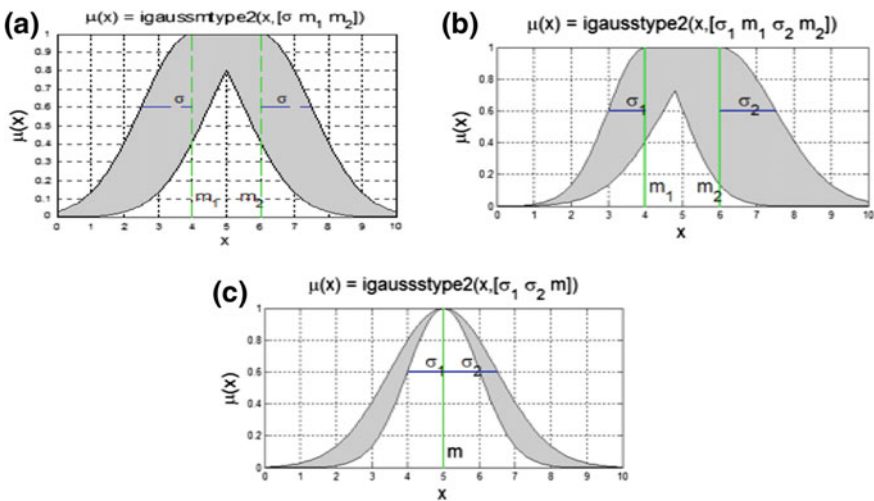 (a)
μ(x) = igaussmtype2(x,[σ m₁ m₂])
1
0.9
0.8
0.7
0.6
0.5
0.4
0.3
0.2
0.1
0
μ(x)
σ
σ
m₁
m₂
0 1 2 3 4 5 6 7 8 9 10
x
(b)
μ(x) = igausstype2(x,[σ₁ m₁ σ₂ m₂])
1
0.8
0.6
0.4
0.2
0
μ(x)
σ₁
σ₂
m₁
m₂
0 1 2 3 4 5 6 7 8 9 10
x
(c)
μ(x) = igaussstype2(x,[σ₁ σ₂ m])
1
0.8
0.6
0.4
0.2
0
μ(x)
σ₁ σ₂
m
0 1 2 3 4 5 6 7 8 9 10
x